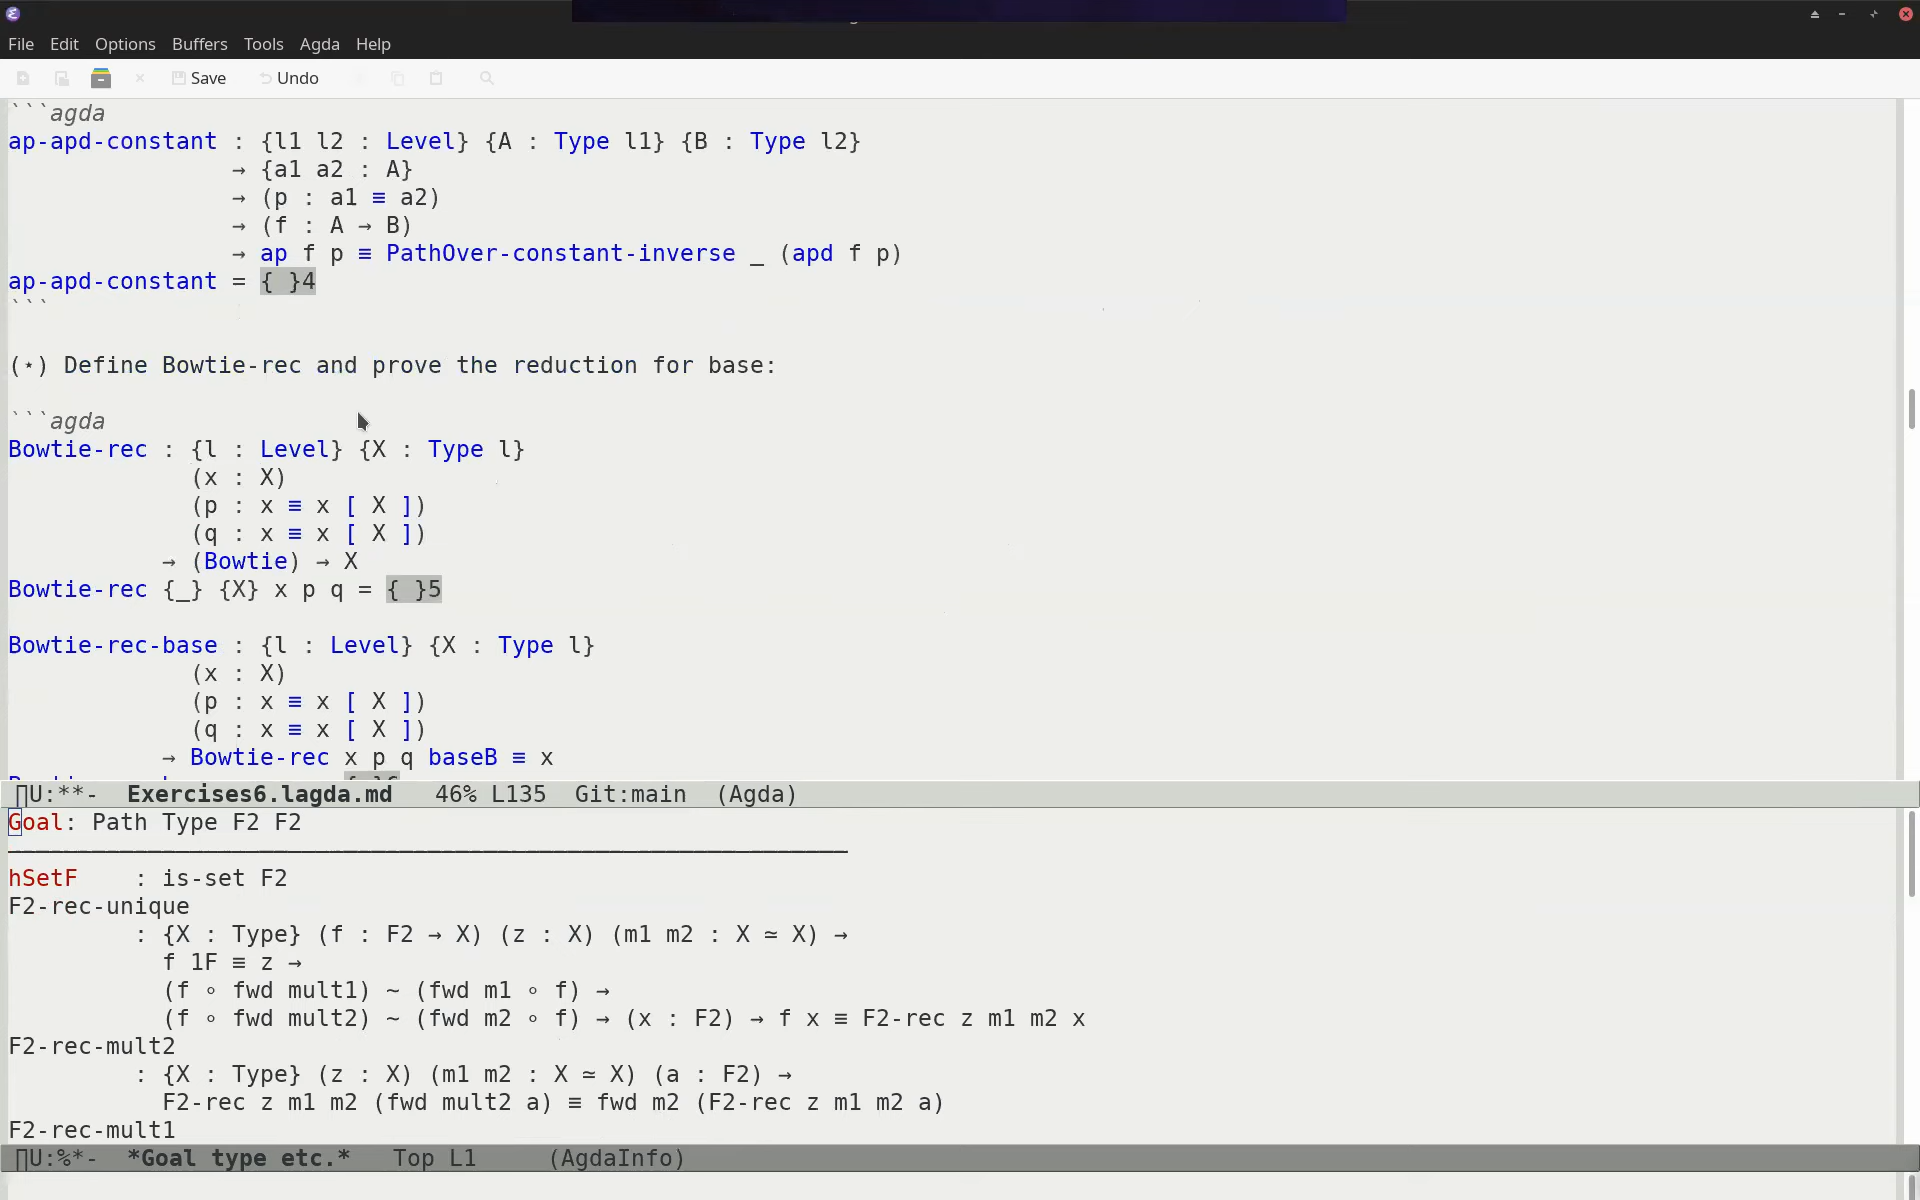 File Edit Options Buffers Tools Agda Help
Save Undo
```agda
ap-apd-constant : {l1 l2 : Level} {A : Type l1} {B : Type l2}
→ {a1 a2 : A}
→ (p : a1 ≡ a2)
→ (f : A → B)
→ ap f p ≡ PathOver-constant-inverse _ (apd f p)
ap-apd-constant = { }4
```
(⋆) Define Bowtie-rec and prove the reduction for base:
```agda
Bowtie-rec : {l : Level} {X : Type l}
(x : X)
(p : x ≡ x [ X ])
(q : x ≡ x [ X ])
→ (Bowtie) → X
Bowtie-rec {_} {X} x p q = { }5
Bowtie-rec-base : {l : Level} {X : Type l}
(x : X)
(p : x ≡ x [ X ])
(q : x ≡ x [ X ])
→ Bowtie-rec x p q baseB ≡ x
U:**- Exercises6.lagda.md 46% L135 Git:main (Agda)
Goal: Path Type F2 F2
hSetF : is-set F2
F2-rec-unique
: {X : Type} (f : F2 → X) (z : X) (m1 m2 : X ≃ X) →
f 1F ≡ z →
(f ∘ fwd mult1) ~ (fwd m1 ∘ f) →
(f ∘ fwd mult2) ~ (fwd m2 ∘ f) → (x : F2) → f x ≡ F2-rec z m1 m2 x
F2-rec-mult2
: {X : Type} (z : X) (m1 m2 : X ≃ X) (a : F2) →
F2-rec z m1 m2 (fwd mult2 a) ≡ fwd m2 (F2-rec z m1 m2 a)
F2-rec-mult1
U:%*- *Goal type etc.* Top L1 (AgdaInfo)